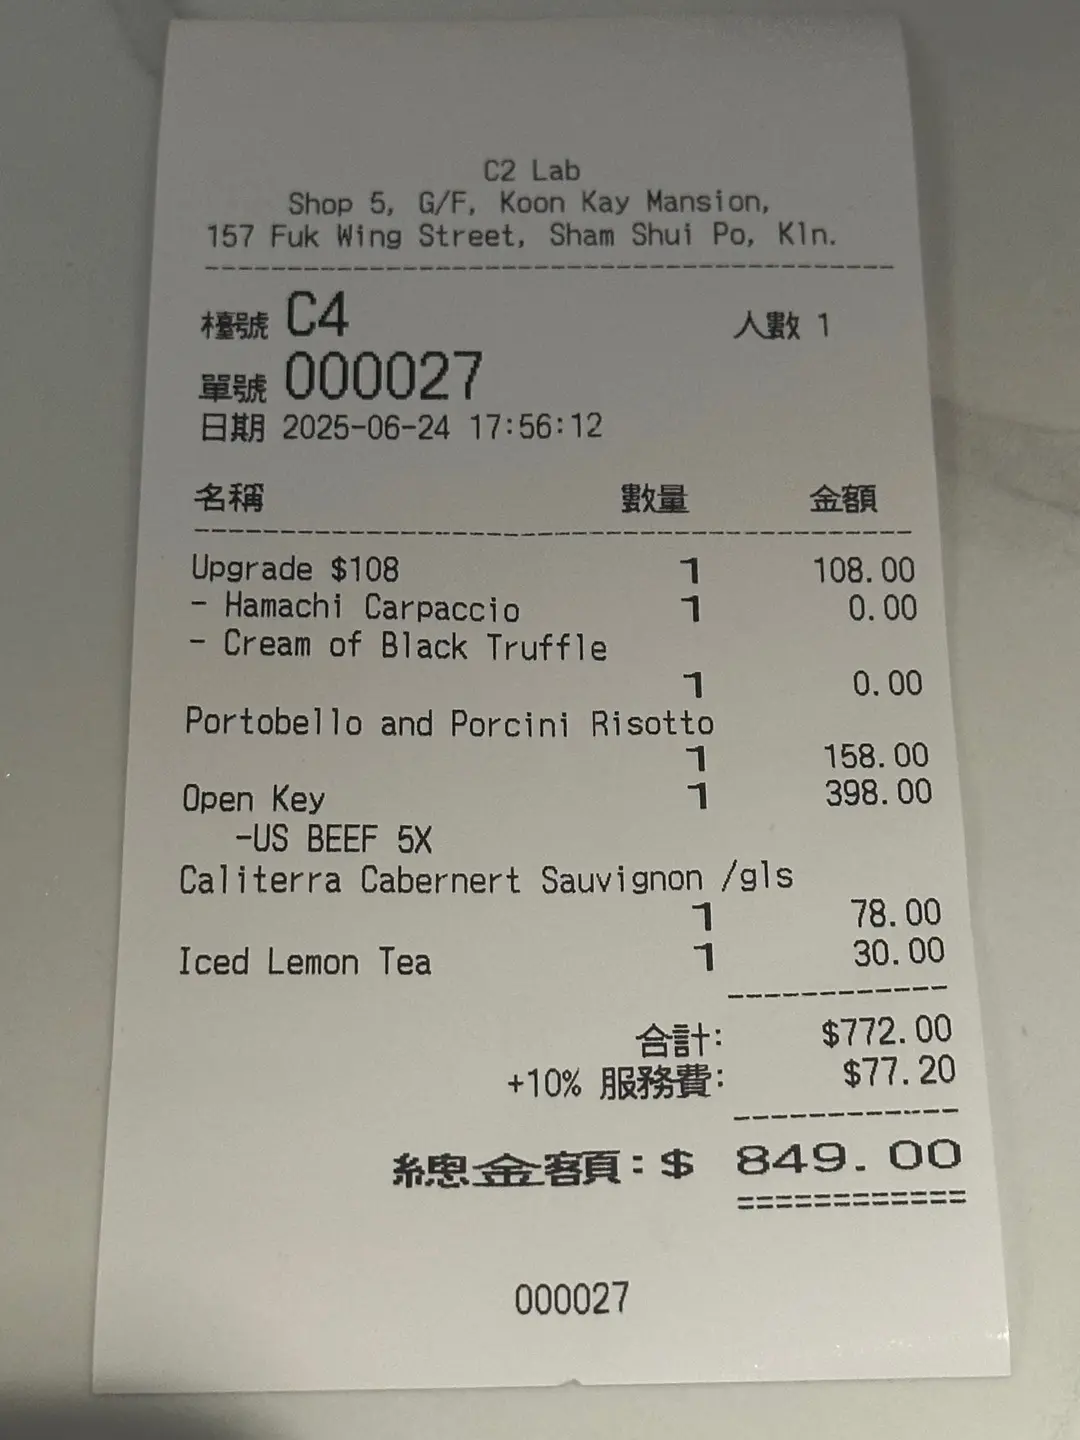 C2 Lab
Shop 5, G/F, Koon Kay Mansion,
157 Fuk Wing Street, Sham Shui Po, Kln.
檯號 C4 人數 1
單號 000027
日期 2025-06-24 17:56:12
名稱 數量 金額
Upgrade $108 1 108.00
- Hamachi Carpaccio 1 0.00
- Cream of Black Truffle
1 0.00
Portobello and Porcini Risotto
1 158.00
Open Key 1 398.00
-US BEEF 5X
Caliterra Cabernert Sauvignon /gls
1 78.00
Iced Lemon Tea 1 30.00
合計: $772.00
+10% 服務費: $77.20
總金額:$ 849.00
000027